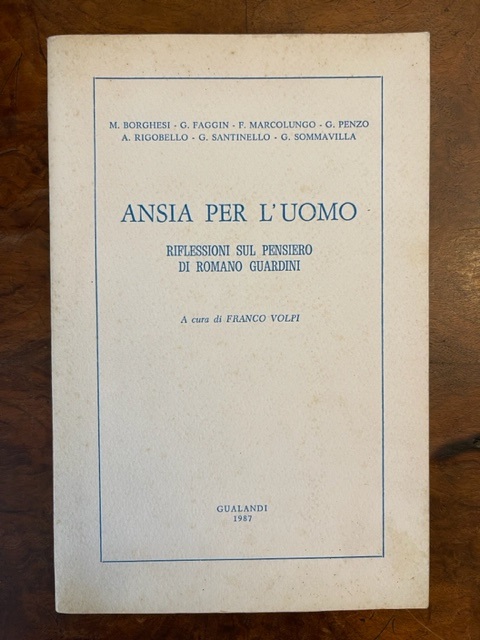 M. BORGHESI - G. FAGGIN - F. MARCOLUNGO - G. PENZO
A. RIGOBELLO - G. SANTINELLO - G. SOMMAVILLA
ANSIA PER L'UOMO
RIFLESSIONI SUL PENSIERO
DI ROMANO GUARDINI
A cura di FRANCO VOLPI
GUALANDI
1987